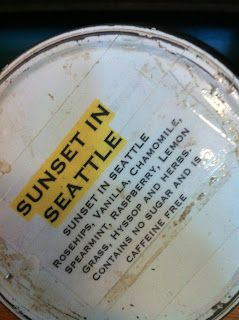 SUNSET IN
SEATTLE
SUNSET IN SEATTLE
ROSEHIPS, VANILLA, CHAMOMILE,
SPEARMINT, RASPBERRY, LEMON
GRASS, HYSSOP AND HERBS.
CONTAINS NO SUGAR AND IS
CAFFEINE FREE